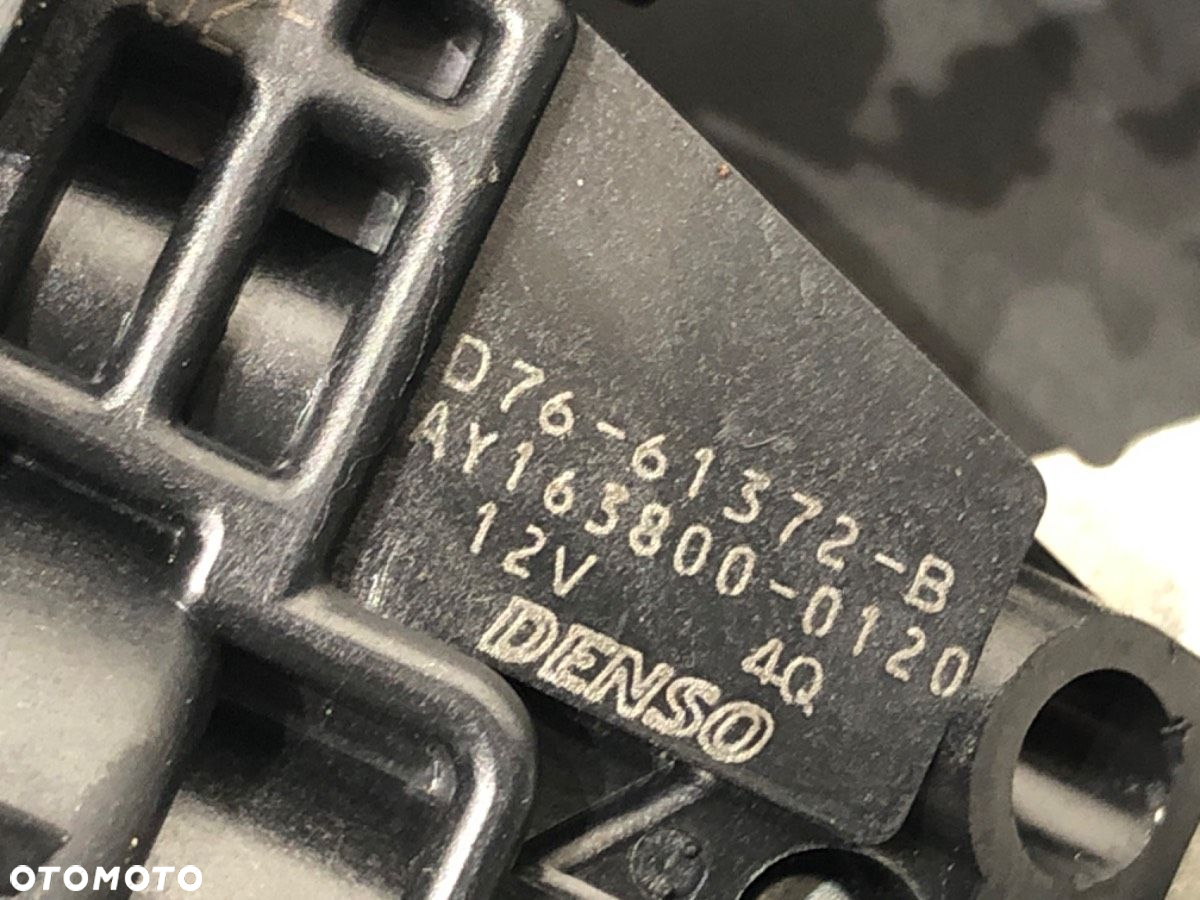 D76-61372-B
AY163800-0120
12V 4Q
DENSO
OTOMOTO